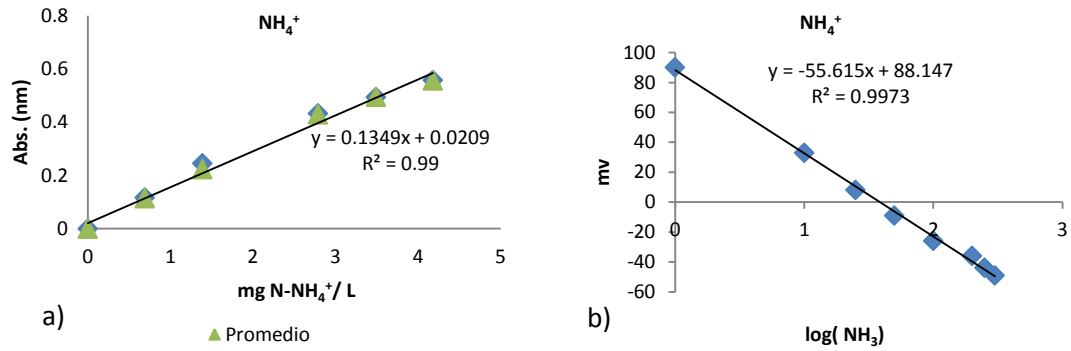 NH₄⁺
0.8
0.6
0.4
0.2
0
Abs. (nm)
y = 0.1349x + 0.0209
R² = 0.99
0 1 2 3 4 5
mg N-NH₄⁺/ L
a)
Promedio
NH₄⁺
100
80
60
40
20
0
-20
-40
-60
mv
y = -55.615x + 88.147
R² = 0.9973
0 1 2 3
b)
log( NH₃)